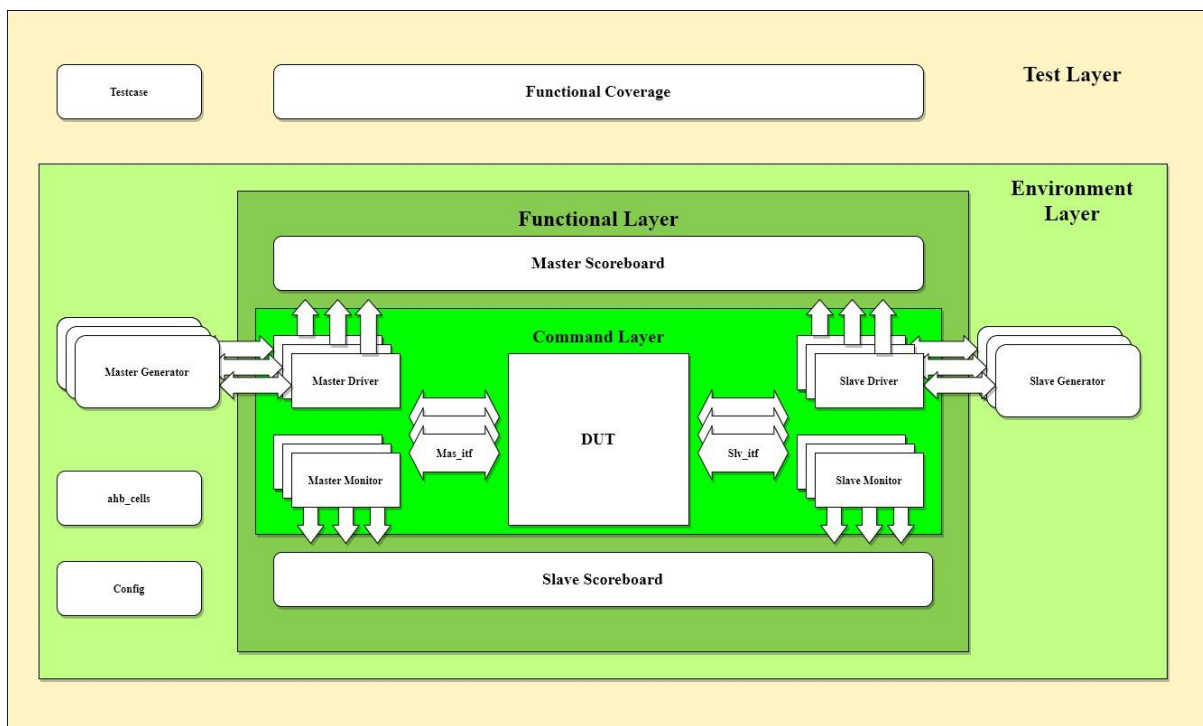 Test Layer
Testcase
Functional Coverage
Environment
Layer
Functional Layer
Master Scoreboard
Command Layer
Master Generator
Master Driver
Slave Driver
Slave Generator
DUT
Mas_itf
Slv_itf
Master Monitor
Slave Monitor
ahb_cells
Slave Scoreboard
Config